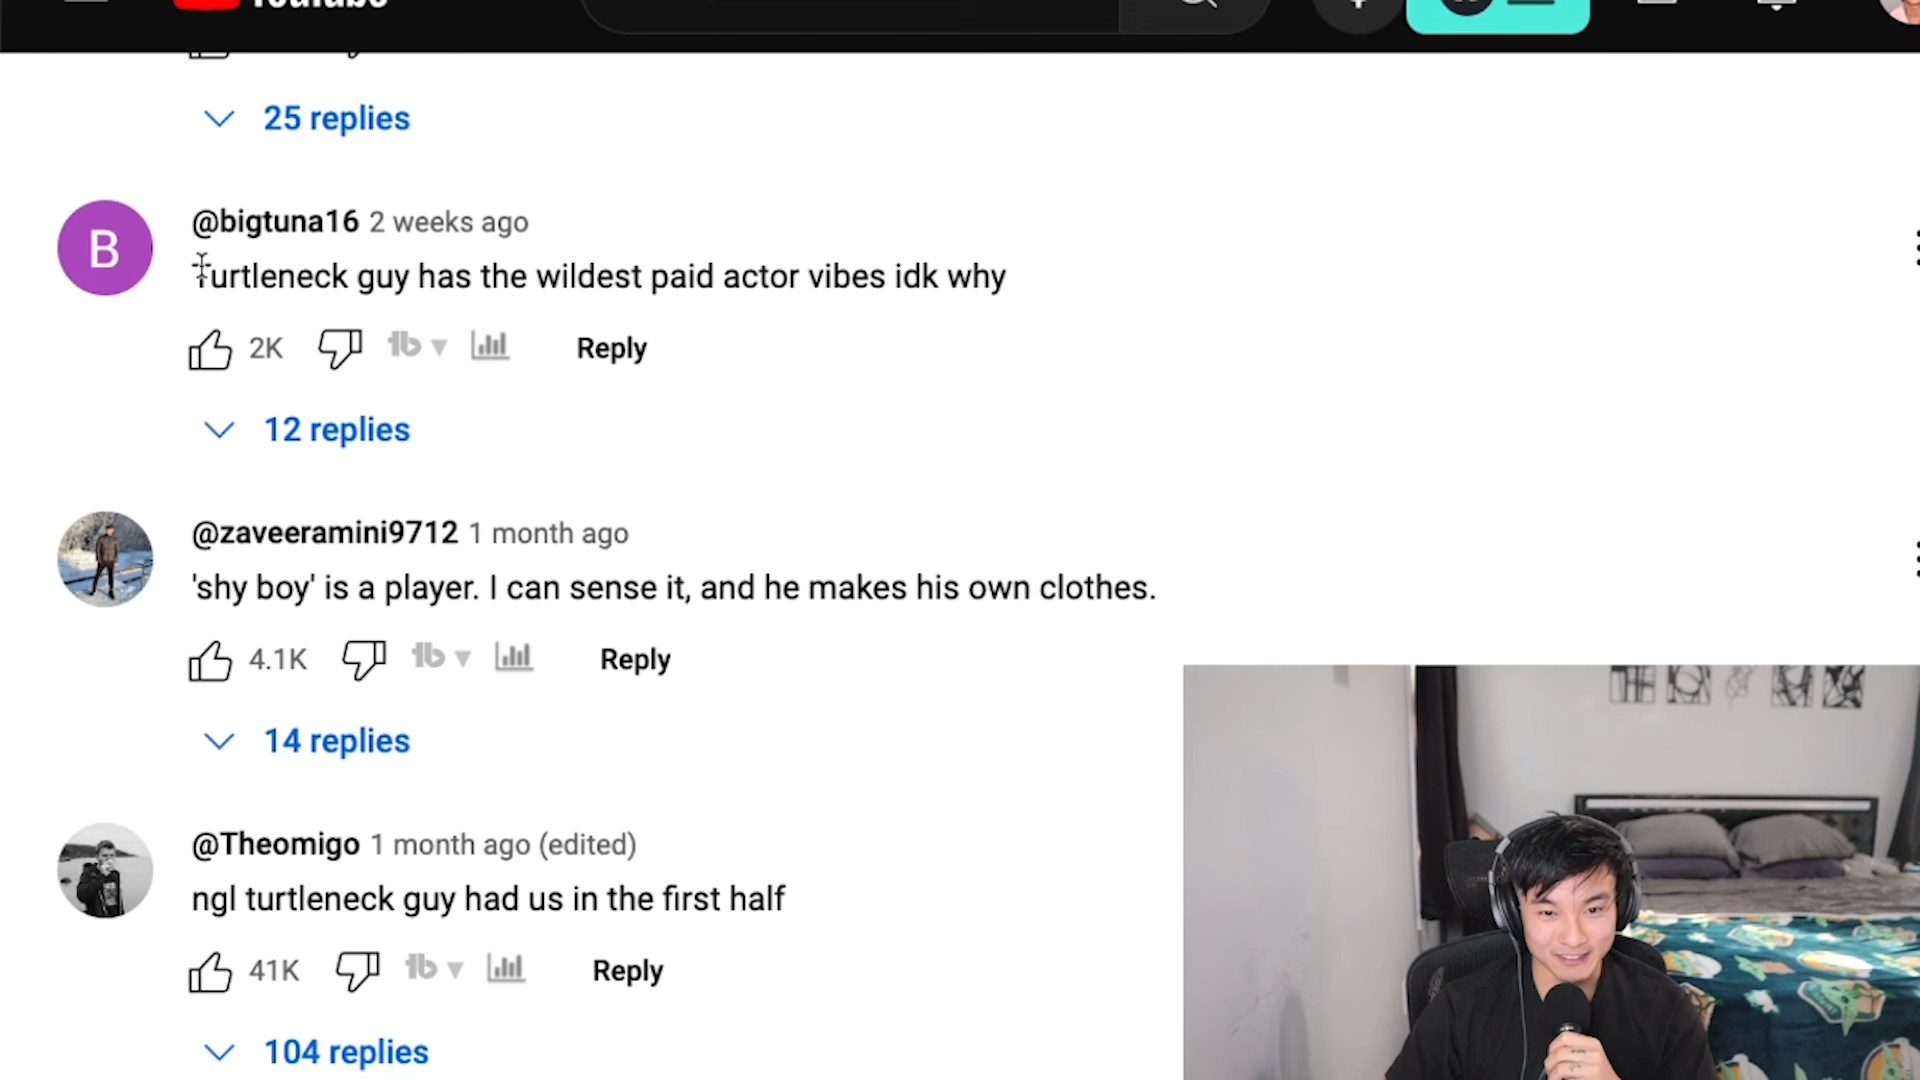 YouTube
25 replies
B
@bigtuna16 2 weeks ago
Turtleneck guy has the wildest paid actor vibes idk why
2K
Reply
12 replies
@zaveeramini9712 1 month ago
'shy boy' is a player. I can sense it, and he makes his own clothes.
4.1K
Reply
14 replies
@Theomigo 1 month ago (edited)
ngl turtleneck guy had us in the first half
41K
Reply
104 replies